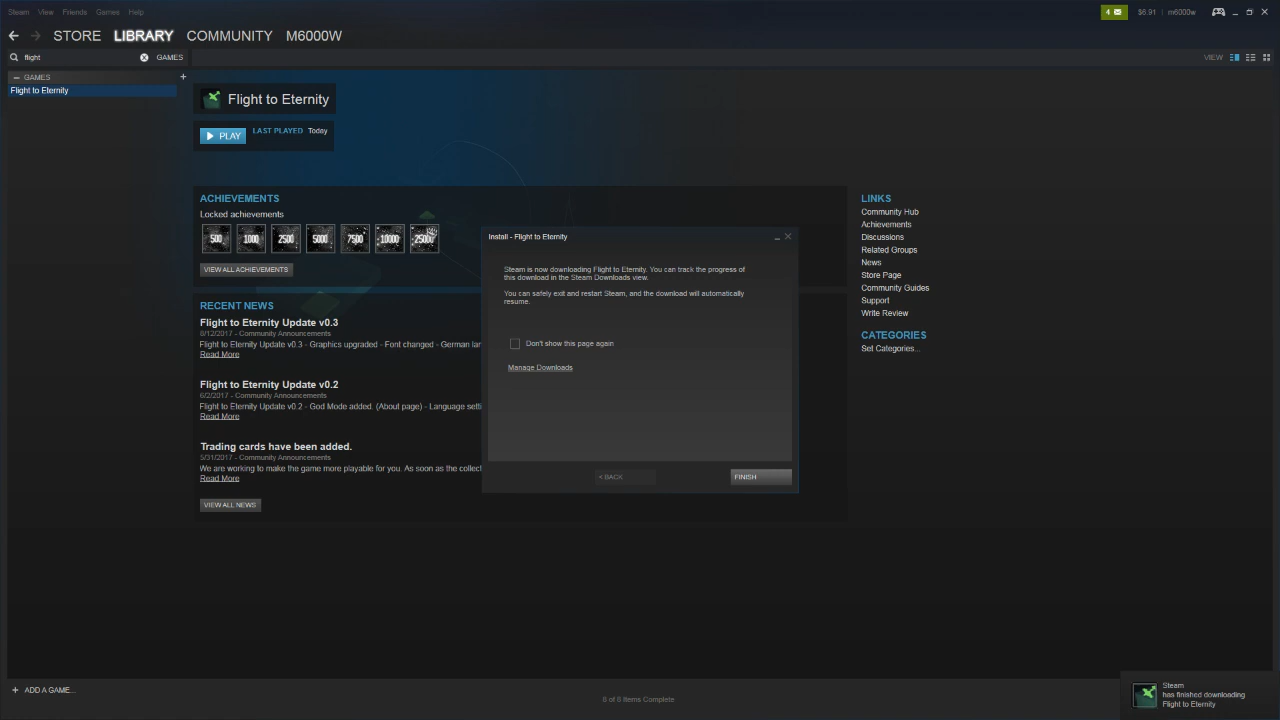 Steam View Friends Games Help
4 $6.91 m6000w
STORE LIBRARY COMMUNITY M6000W
flight GAMES
VIEW
GAMES
Flight to Eternity
Flight to Eternity
PLAY LAST PLAYED Today
ACHIEVEMENTS
Locked achievements
500 1000 2500 5000 7500 10000 25000
VIEW ALL ACHIEVEMENTS
RECENT NEWS
Flight to Eternity Update v0.3
8/12/2017 - Community Announcements
Flight to Eternity Update v0.3 - Graphics upgraded - Font changed - German lan
Read More
Flight to Eternity Update v0.2
6/2/2017 - Community Announcements
Flight to Eternity Update v0.2 - God Mode added. (About page) - Language setti
Read More
Trading cards have been added.
5/31/2017 - Community Announcements
We are working to make the game more playable for you. As soon as the collect
Read More
VIEW ALL NEWS
Install - Flight to Eternity
Steam is now downloading Flight to Eternity. You can track the progress of
this download in the Steam Downloads view.
You can safely exit and restart Steam, and the download will automatically
resume.
Don't show this page again
Manage Downloads
< BACK
FINISH
LINKS
Community Hub
Achievements
Discussions
Related Groups
News
Store Page
Community Guides
Support
Write Review
CATEGORIES
Set Categories...
+ ADD A GAME...
8 of 8 Items Complete
Steam
has finished downloading
Flight to Eternity